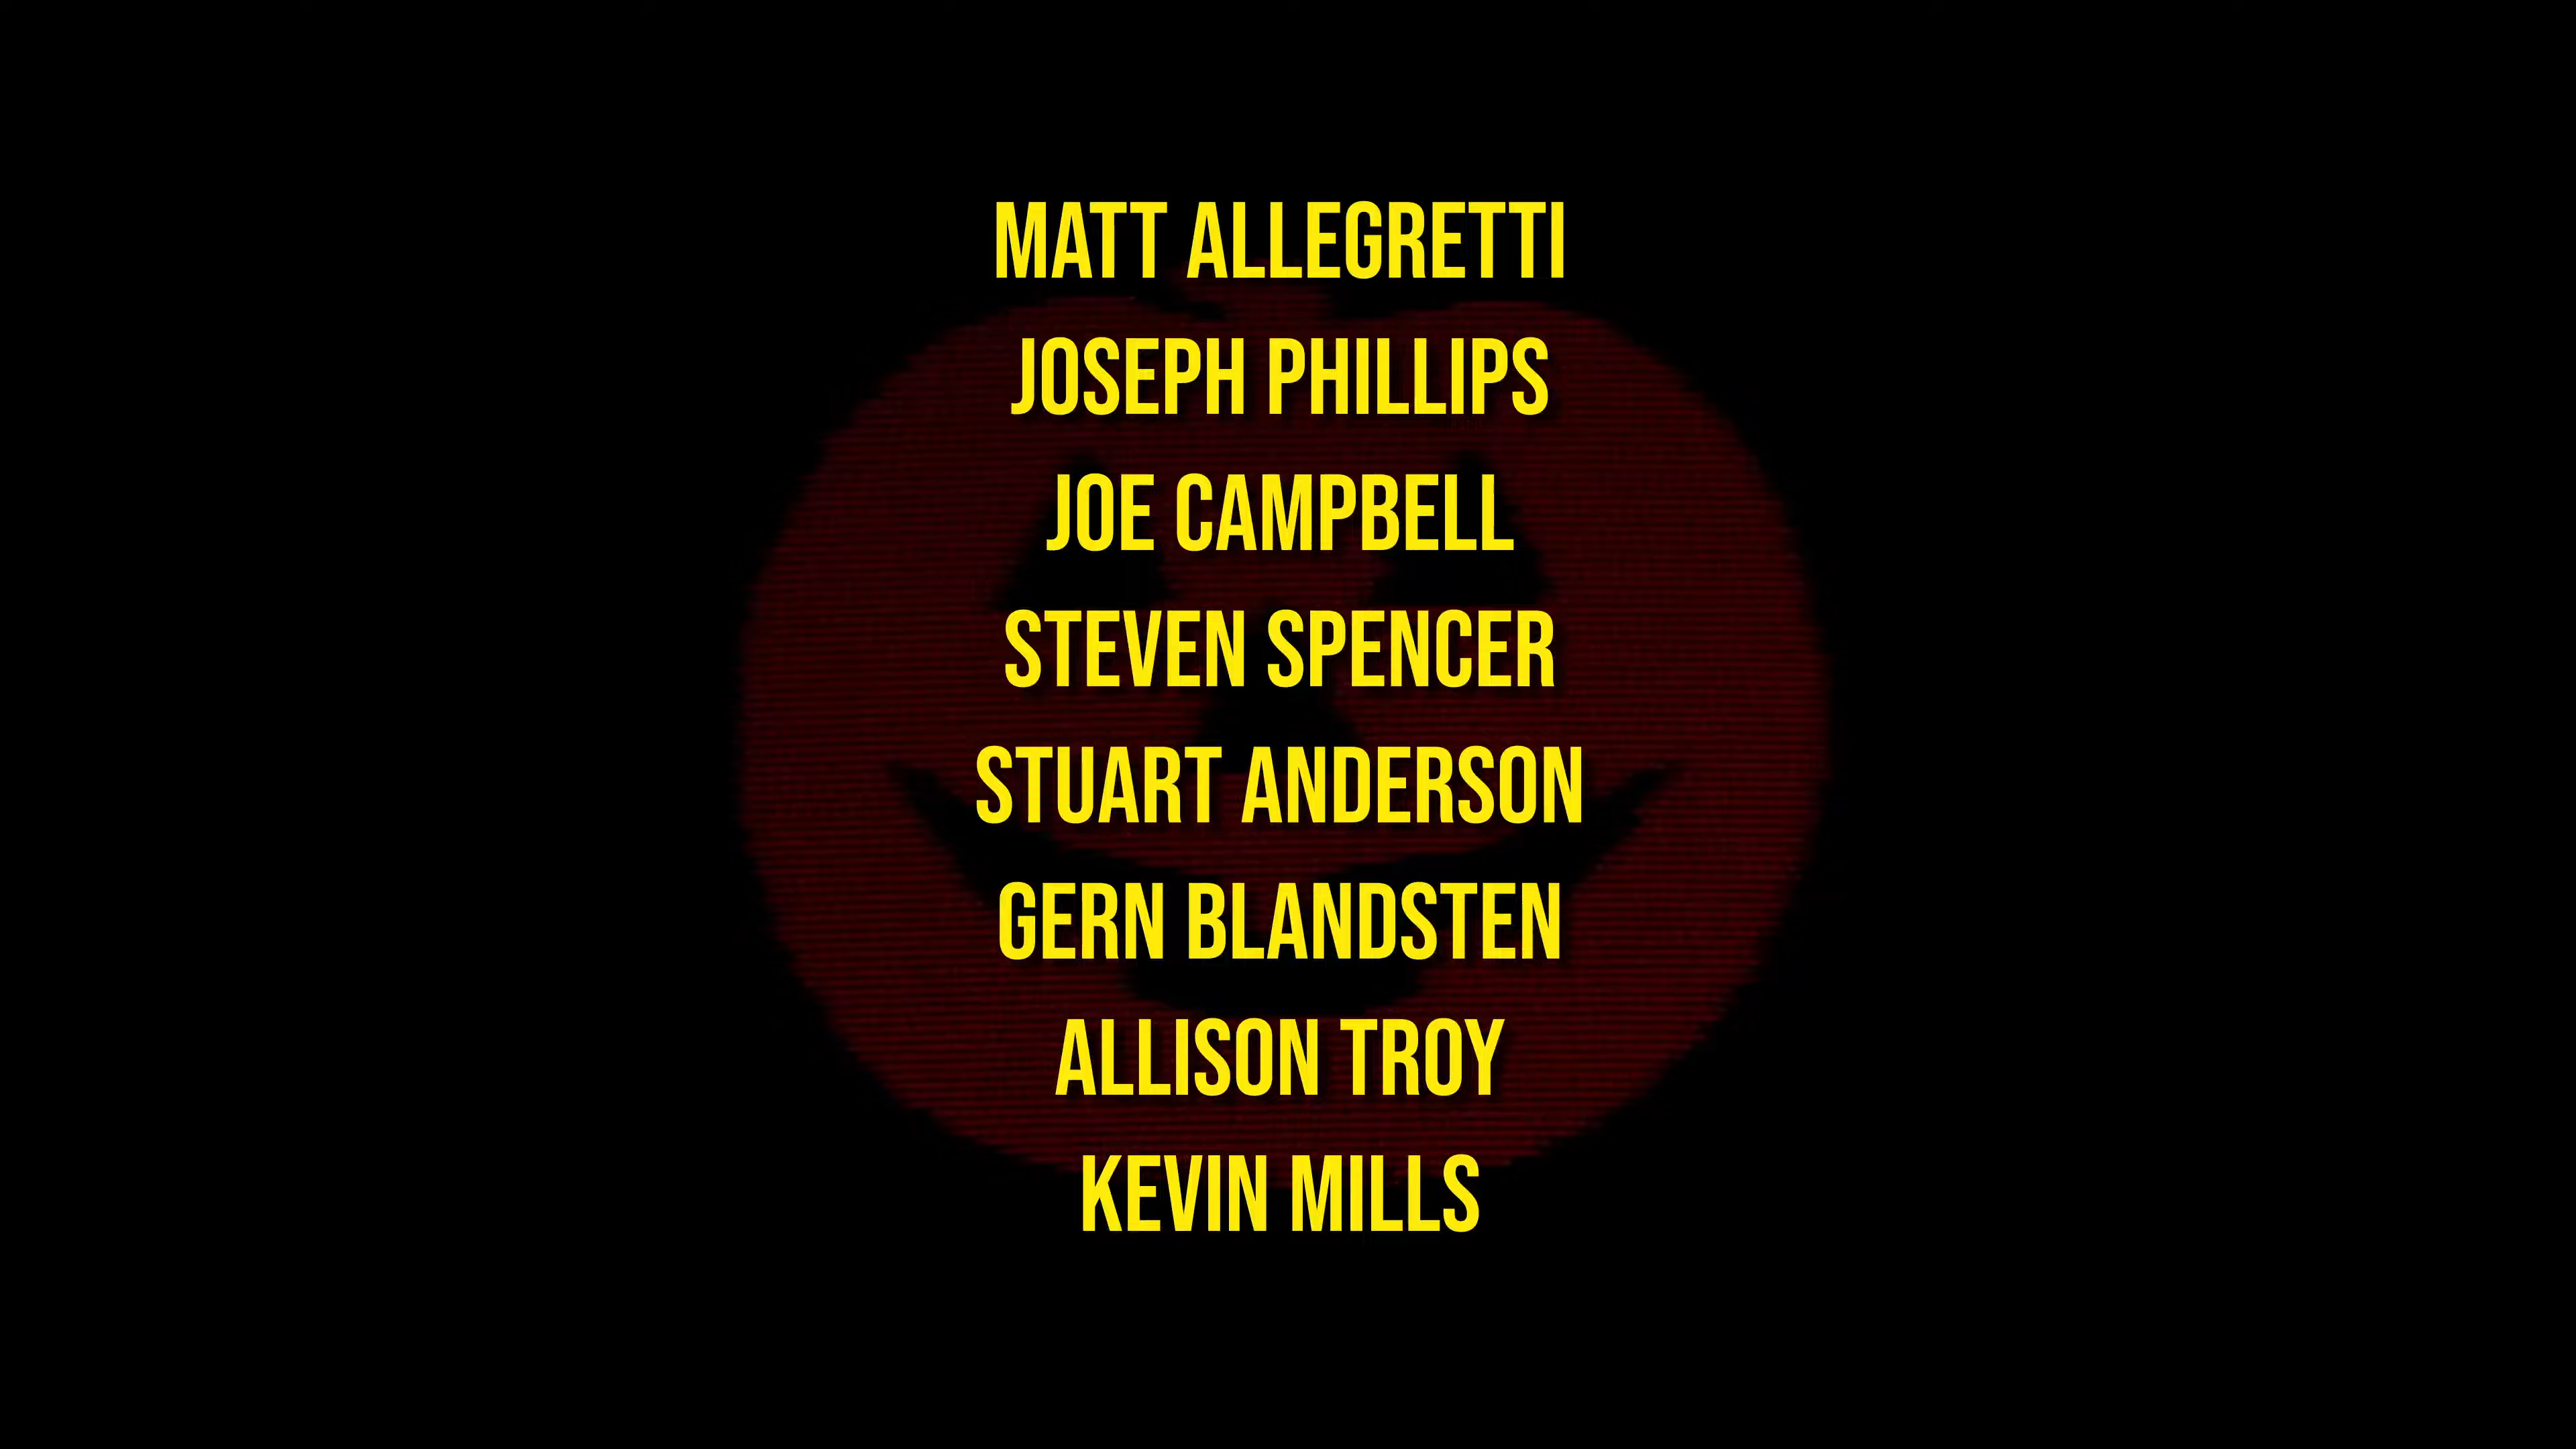 MATT ALLEGRETTI
JOSEPH PHILLIPS
JOE CAMPBELL
STEVEN SPENCER
STUART ANDERSON
GERN BLANDSTEN
ALLISON TROY
KEVIN MILLS